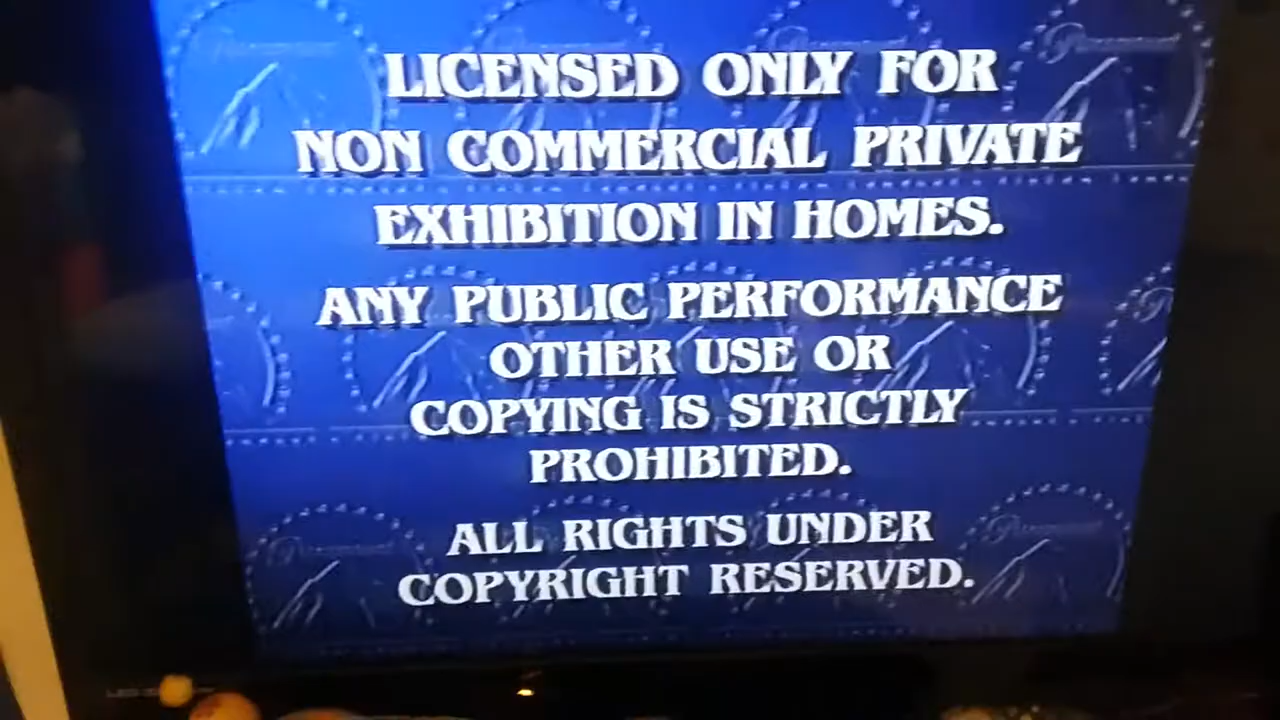 LICENSED ONLY FOR
NON COMMERCIAL PRIVATE
EXHIBITION IN HOMES.
ANY PUBLIC PERFORMANCE
OTHER USE OR
COPYING IS STRICTLY
PROHIBITED.
ALL RIGHTS UNDER
COPYRIGHT RESERVED.